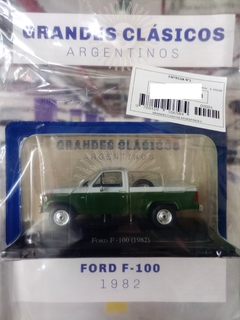 GRANDES CLÁSICOS
ARGENTINOS
GRANDES CLÁSICOS
ARGENTINOS
FORD F-100 (1982)
FORD F-100
1982